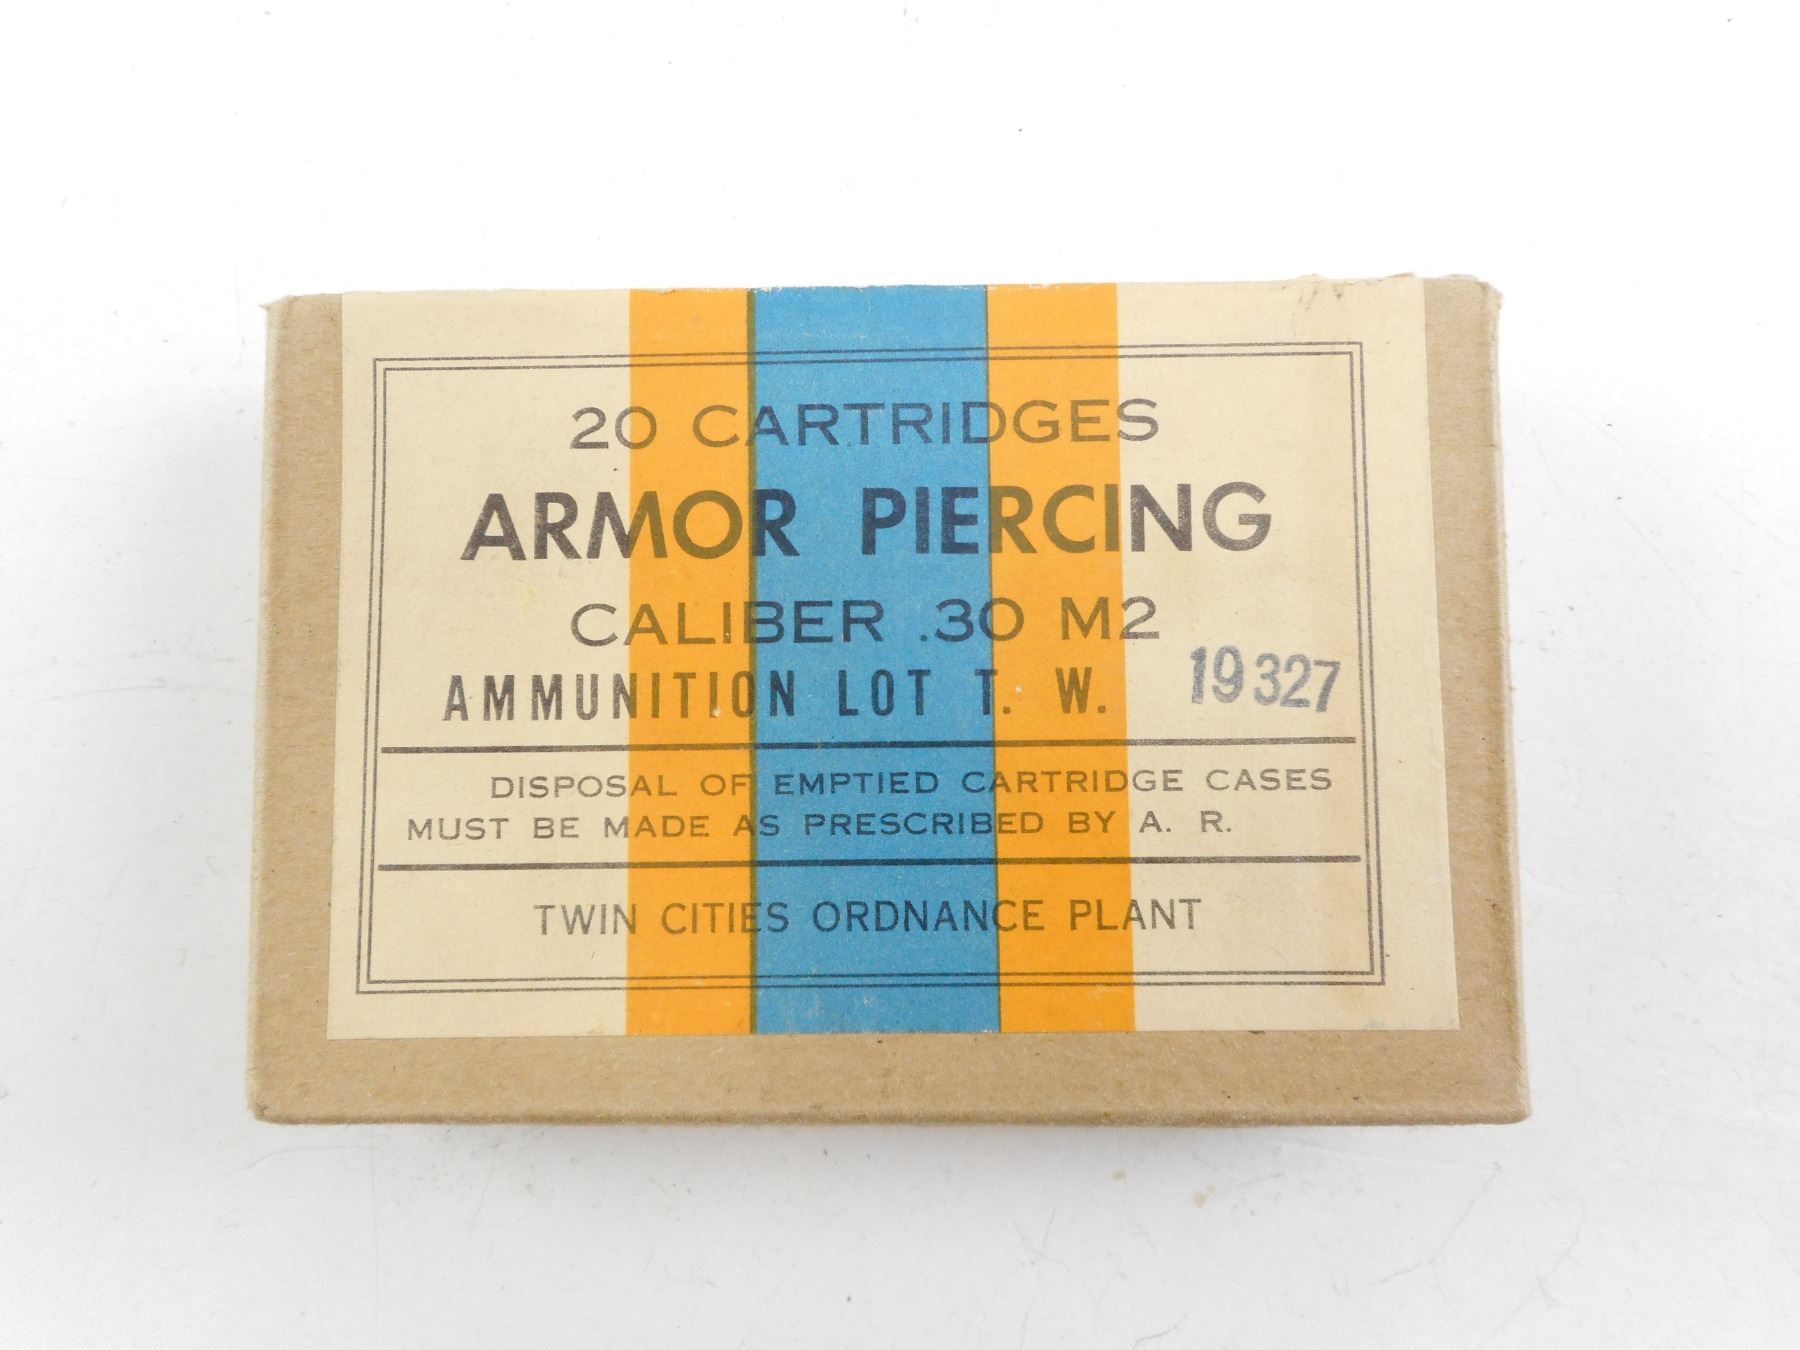 20 CARTRIDGES
ARMOR PIERCING
CALIBER .30 M2
AMMUNITION LOT T. W. 19327
DISPOSAL OF EMPTIED CARTRIDGE CASES
MUST BE MADE AS PRESCRIBED BY A. R.
TWIN CITIES ORDNANCE PLANT